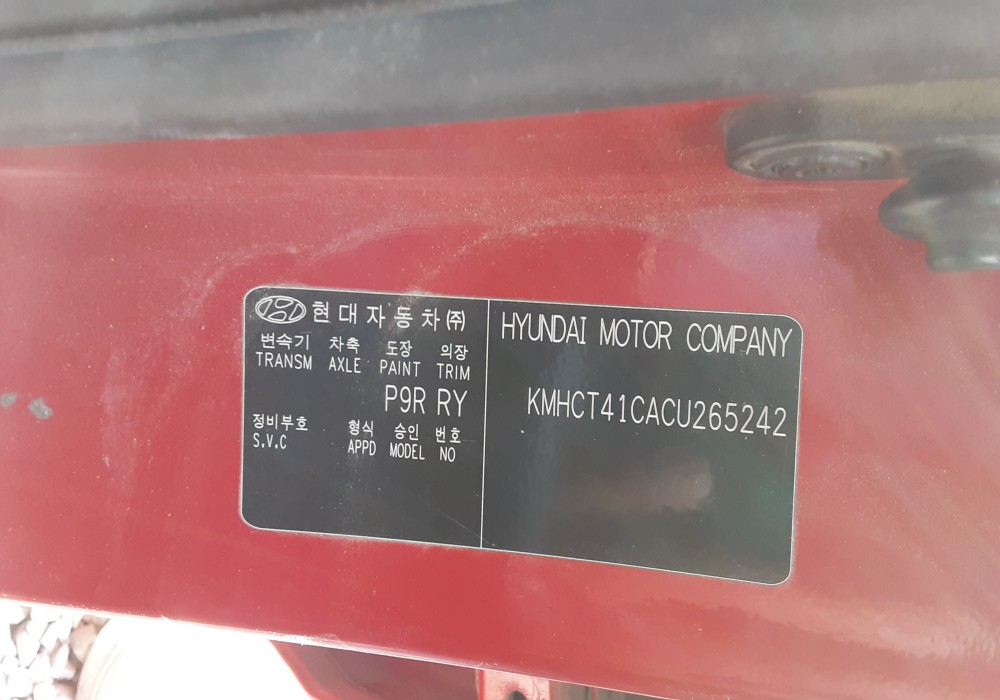 현대자동차(주)
변속기 차축 도장 의장
TRANSM AXLE PAINT TRIM
P9R RY
정비부호 형식 승인 번호
S.V.C APPD MODEL NO
HYUNDAI MOTOR COMPANY
KMHCT41CACU265242